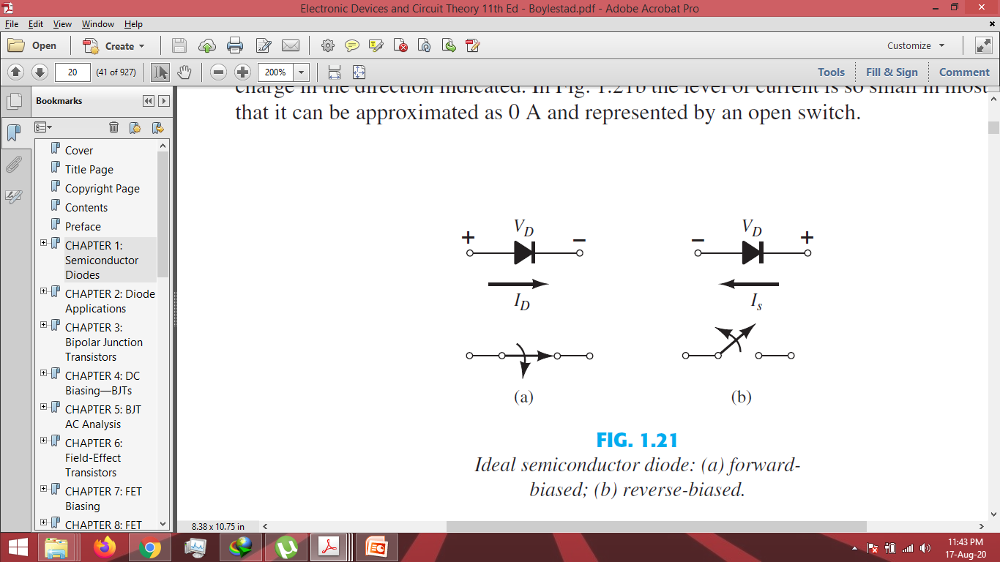 Electronic Devices and Circuit Theory 11th Ed - Boylestad.pdf - Adobe Acrobat Pro
File Edit View Window Help
Open Create Customize
20 (41 of 927) 200% Tools Fill & Sign Comment
Bookmarks
Cover
Title Page
Copyright Page
Contents
Preface
CHAPTER 1:
Semiconductor
Diodes
CHAPTER 2: Diode
Applications
CHAPTER 3:
Bipolar Junction
Transistors
CHAPTER 4: DC
Biasing—BJTs
CHAPTER 5: BJT
AC Analysis
CHAPTER 6:
Field-Effect
Transistors
CHAPTER 7: FET
Biasing
CHAPTER 8: FET
charge in the direction indicated. In Fig. 1.21b the level of current is so small in most
that it can be approximated as 0 A and represented by an open switch.
+ V_D − − V_D +
I_D I_s
(a) (b)
FIG. 1.21
Ideal semiconductor diode: (a) forward-
biased; (b) reverse-biased.
8.38 x 10.75 in
11:43 PM
17-Aug-20